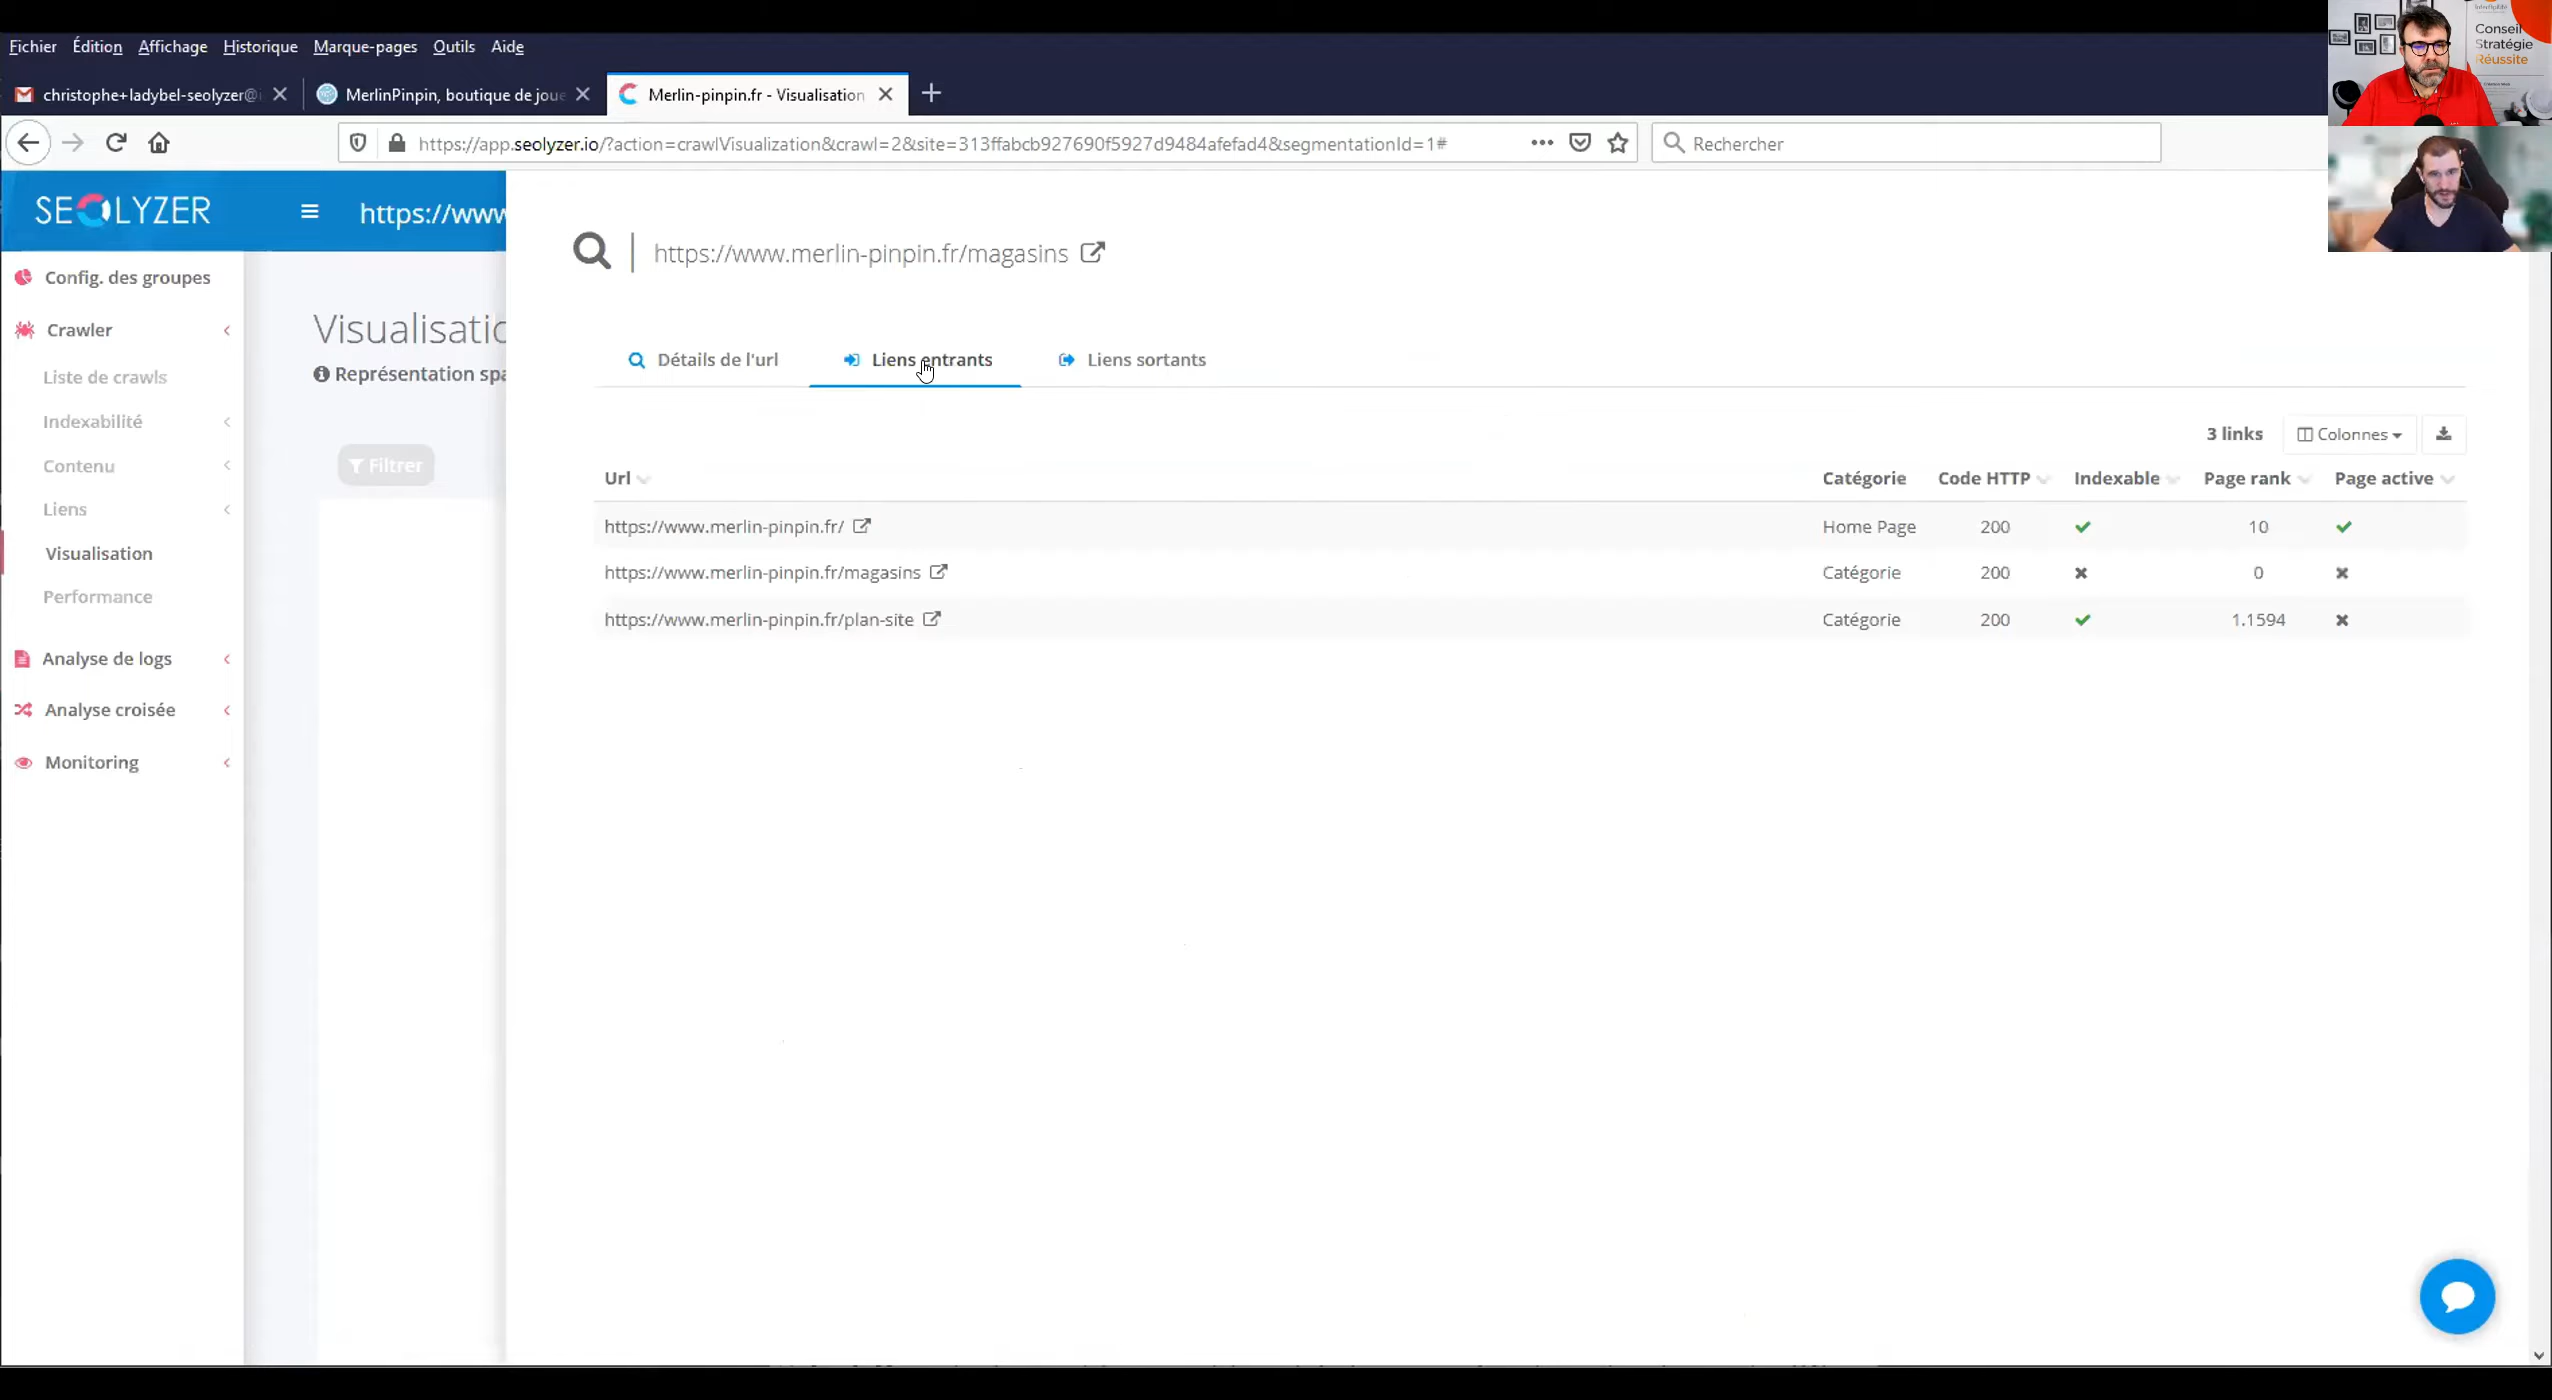 Fichier Édition Affichage Historique Marque-pages Outils Aide
christophe+ladybel-seolyzer@ MerlinPinpin, boutique de joue Merlin-pinpin.fr - Visualisation
https://app.seolyzer.io/?action=crawlVisualization&crawl=2&site=313ffabcb927690f5927d9484afefad4&segmentationId=1# Rechercher
Conseil
Stratégie
Réussite
SEOLYZER https://www
https://www.merlin-pinpin.fr/magasins
Config. des groupes
Crawler
Liste de crawls
Indexabilité
Contenu
Liens
Visualisation
Performance
Analyse de logs
Analyse croisée
Monitoring
Visualisatio
Représentation spa
Filtrer
Détails de l'url Liens entrants Liens sortants
3 links Colonnes
Url Catégorie Code HTTP Indexable Page rank Page active
https://www.merlin-pinpin.fr/ Home Page 200 10
https://www.merlin-pinpin.fr/magasins Catégorie 200 0
https://www.merlin-pinpin.fr/plan-site Catégorie 200 1.1594